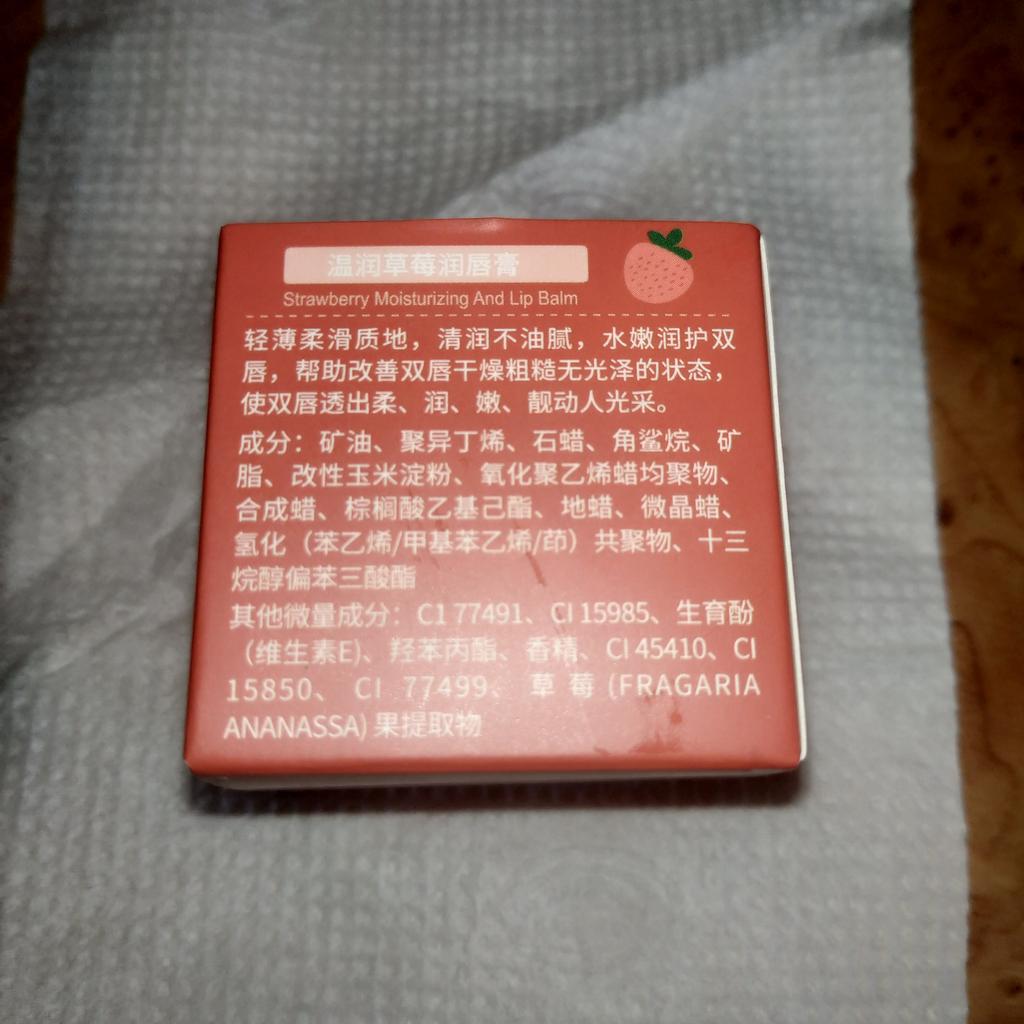 温润草莓润唇膏
Strawberry Moisturizing And Lip Balm
轻薄柔滑质地，清润不油腻，水嫩润护双
唇，帮助改善双唇干燥粗糙无光泽的状态，
使双唇透出柔、润、嫩、靓动人光采。
成分：矿油、聚异丁烯、石蜡、角鲨烷、矿
脂、改性玉米淀粉、氧化聚乙烯蜡均聚物、
合成蜡、棕榈酸乙基己酯、地蜡、微晶蜡、
氢化（苯乙烯/甲基苯乙烯/茚）共聚物、十三
烷醇偏苯三酸酯
其他微量成分：C1 77491、CI 15985、生育酚
（维生素E)、羟苯丙酯、香精、CI 45410、CI
15850、 CI 77499、 草莓(FRAGARIA
ANANASSA) 果提取物